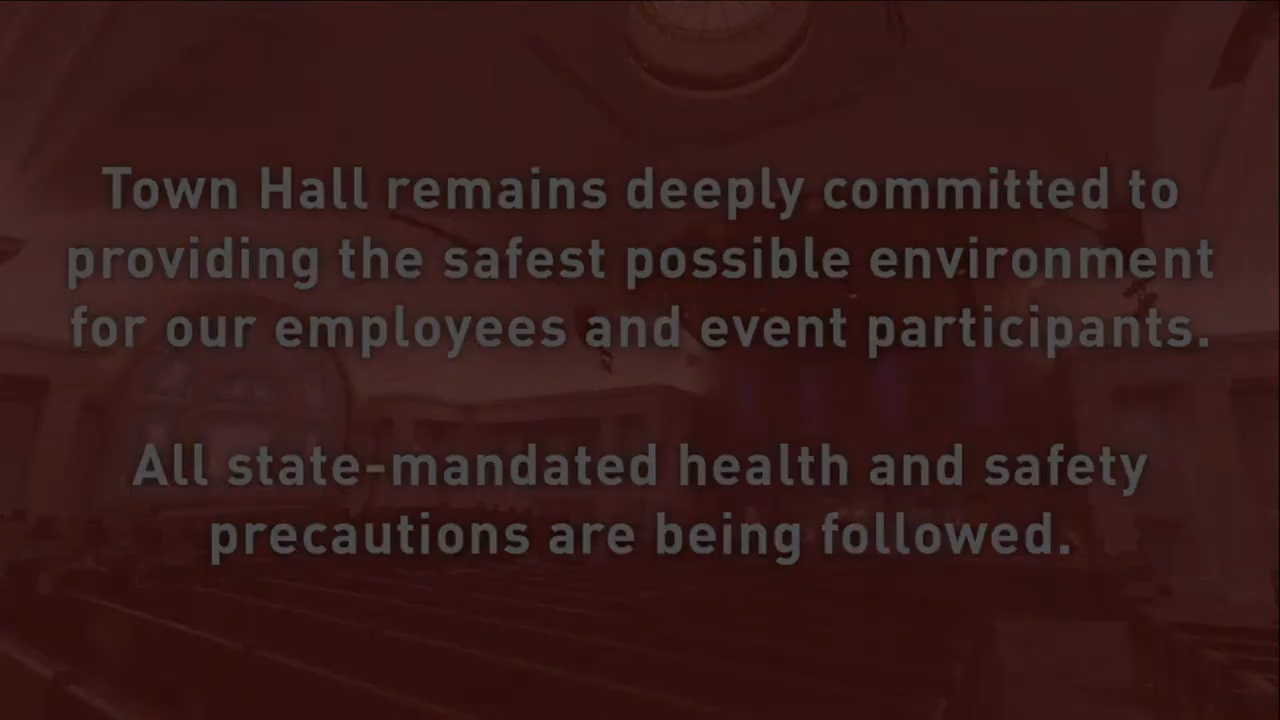 Town Hall remains deeply committed to
providing the safest possible environment
for our employees and event participants.
All state-mandated health and safety
precautions are being followed.